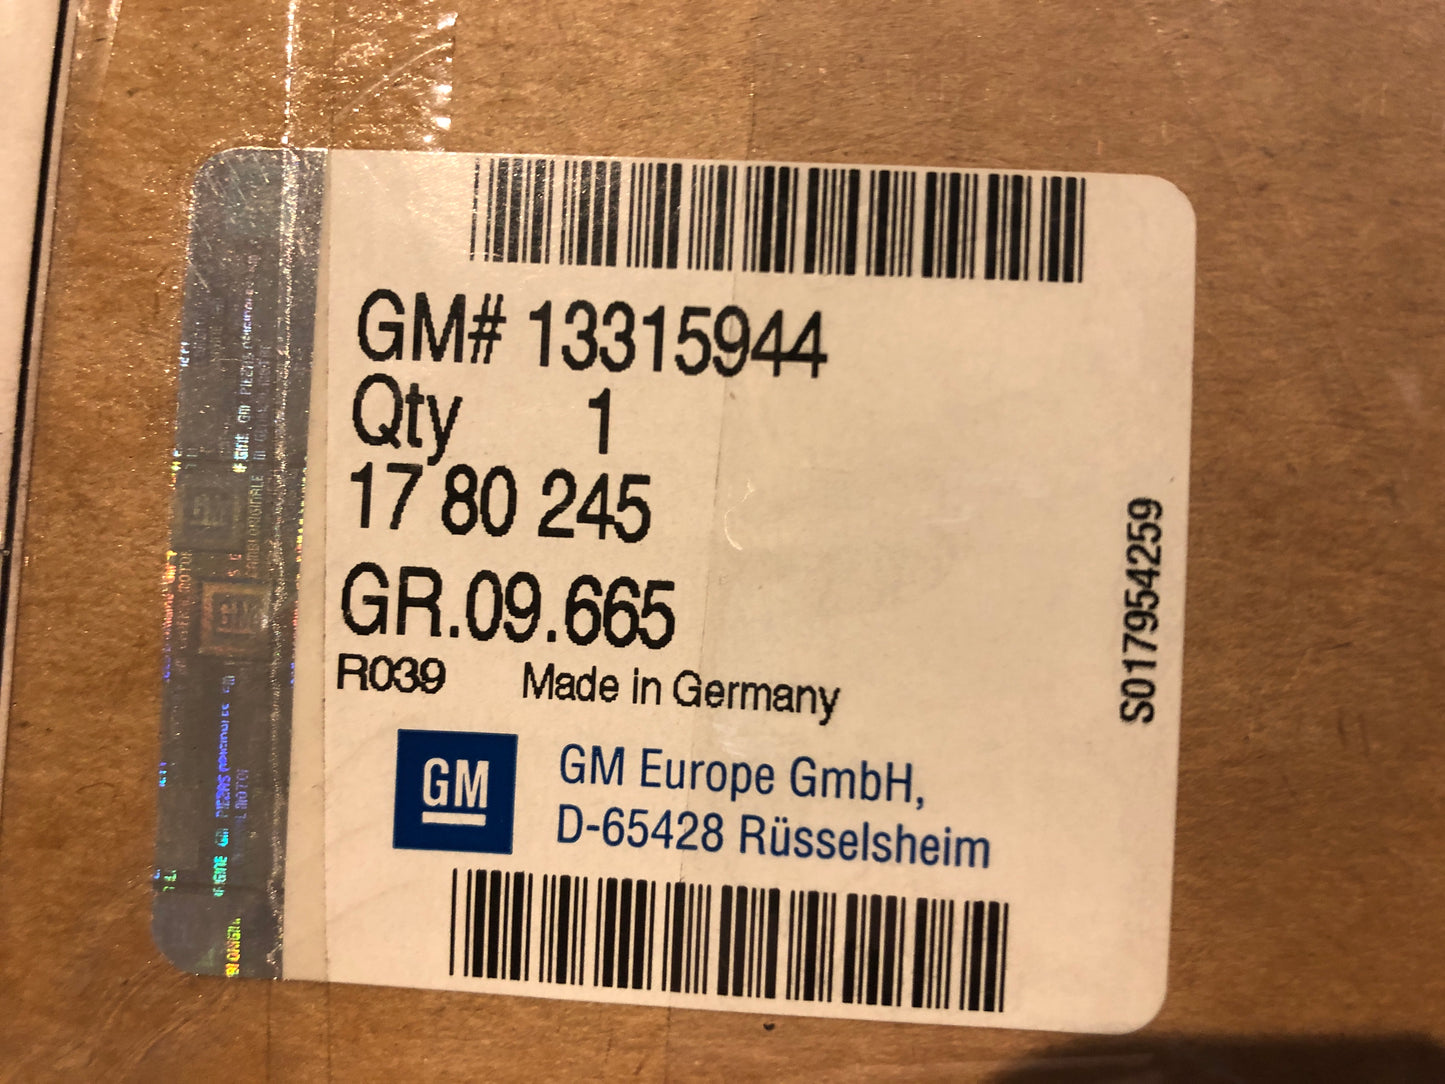 GM# 13315944
Qty 1
17 80 245
GR.09.665
R039 Made in Germany
GM
GM Europe GmbH,
D-65428 Rüsselsheim
S017954259
GM